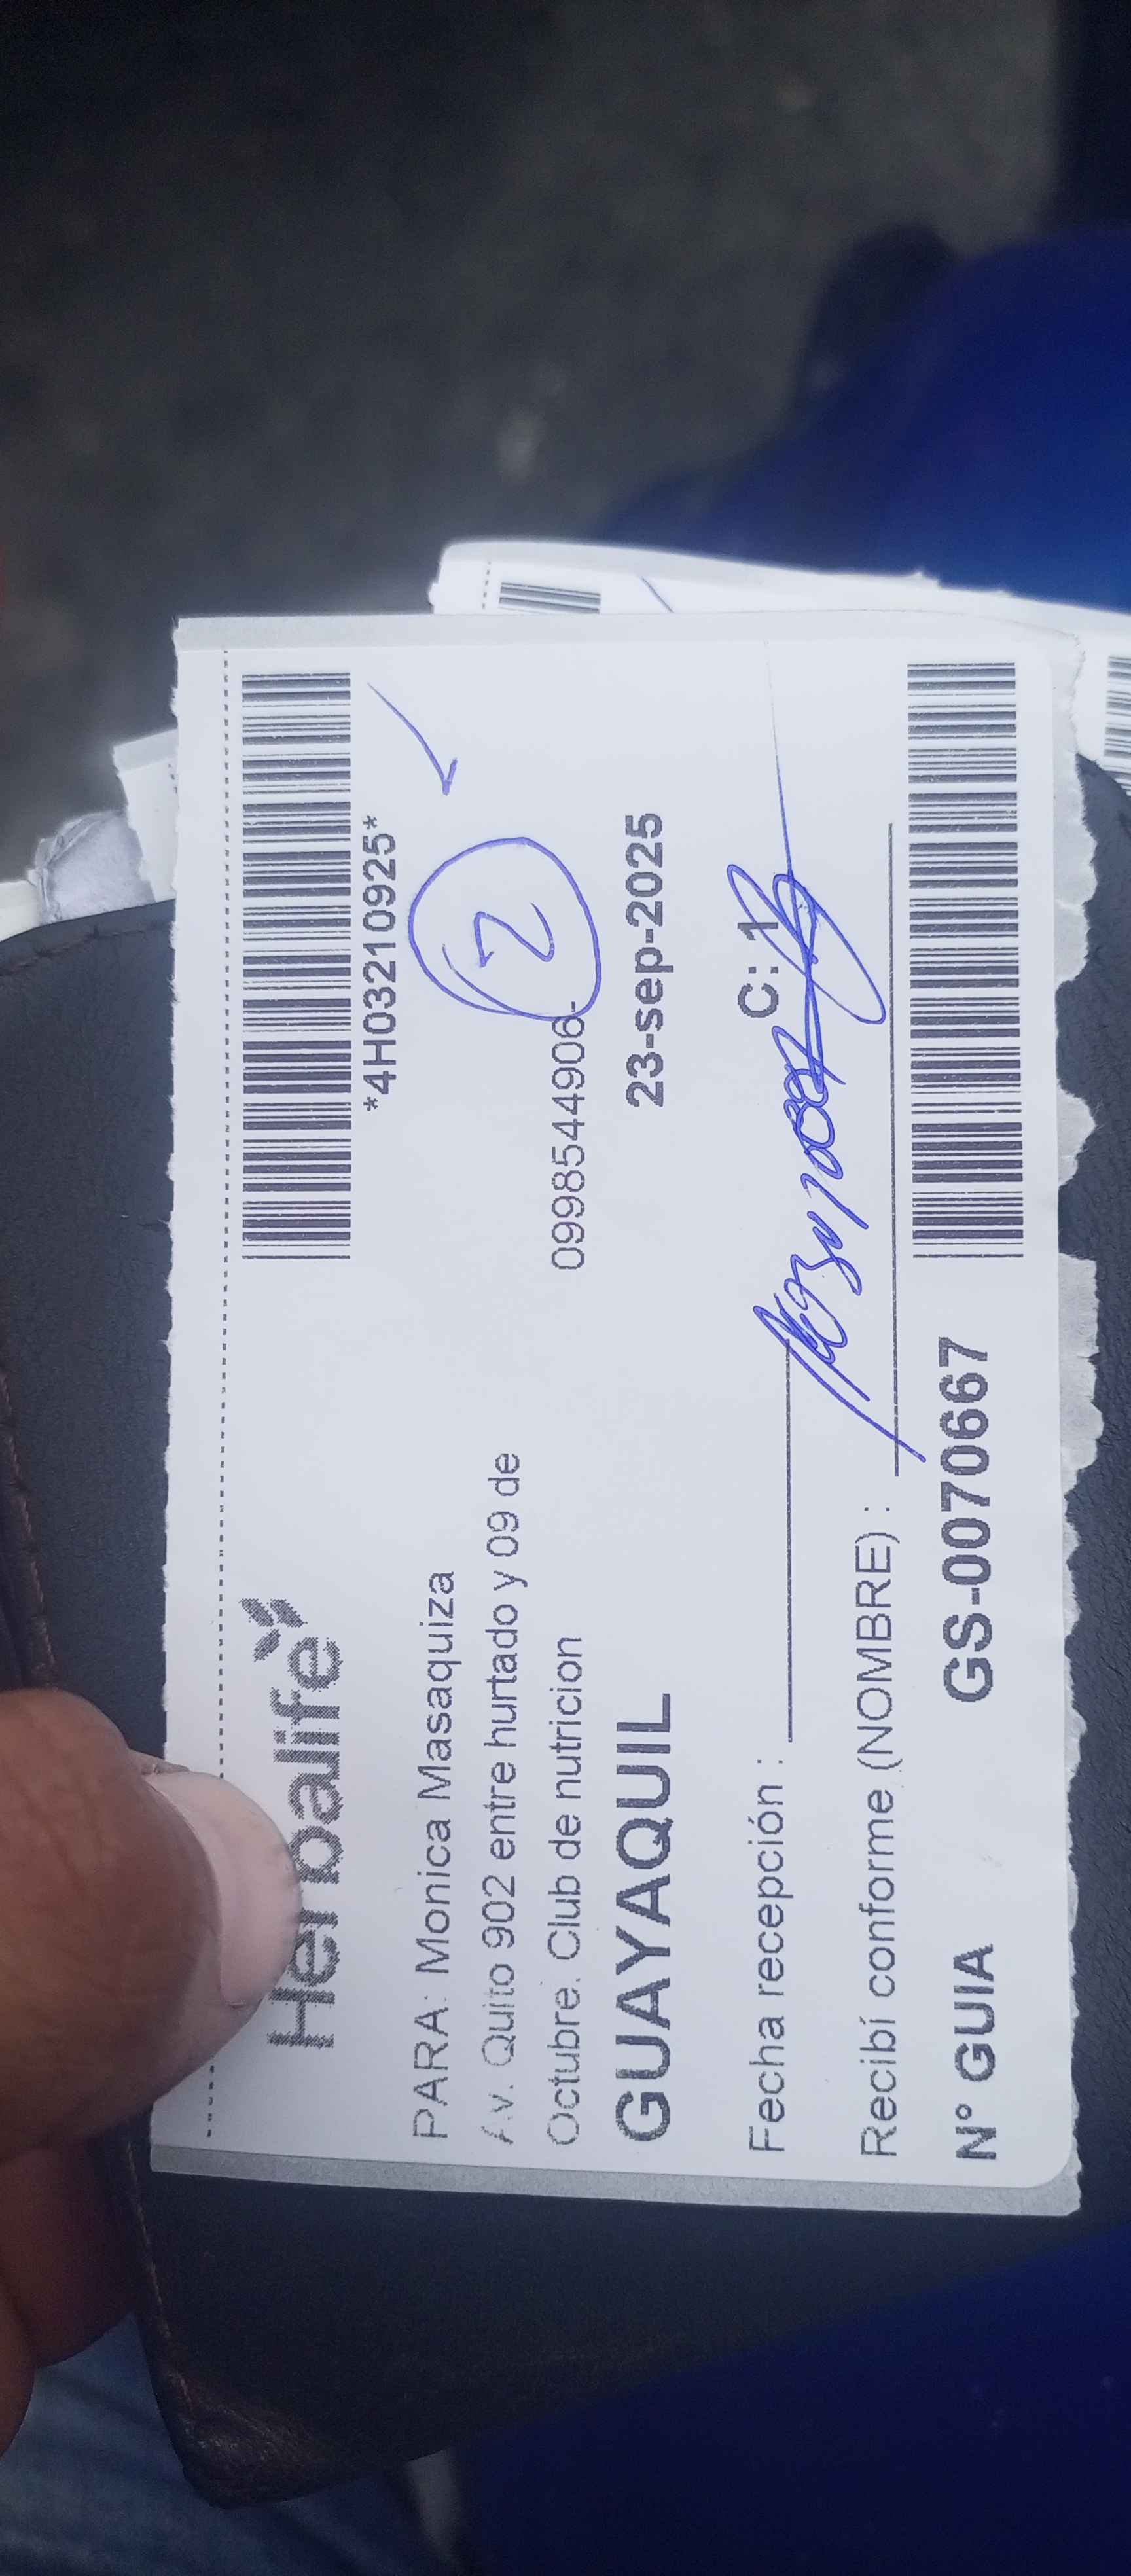 Herbalife
*4H03210925*
PARA: Monica Masaquiza
Av. Quito 902 entre hurtado y 09 de
2
Octubre. Club de nutricion
0998544906-
GUAYAQUIL
23-sep-2025
Fecha recepción :
C: 1
Recibí conforme (NOMBRE) :
N° GUIA
GS-0070667